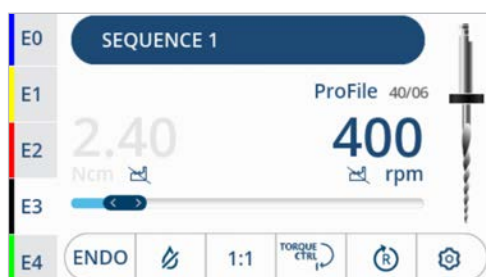 E0
SEQUENCE 1
E1
ProFile 40/06
E2
2.40
400
Ncm
rpm
E3
E4
ENDO
1:1
TORQUE
CTRL
R